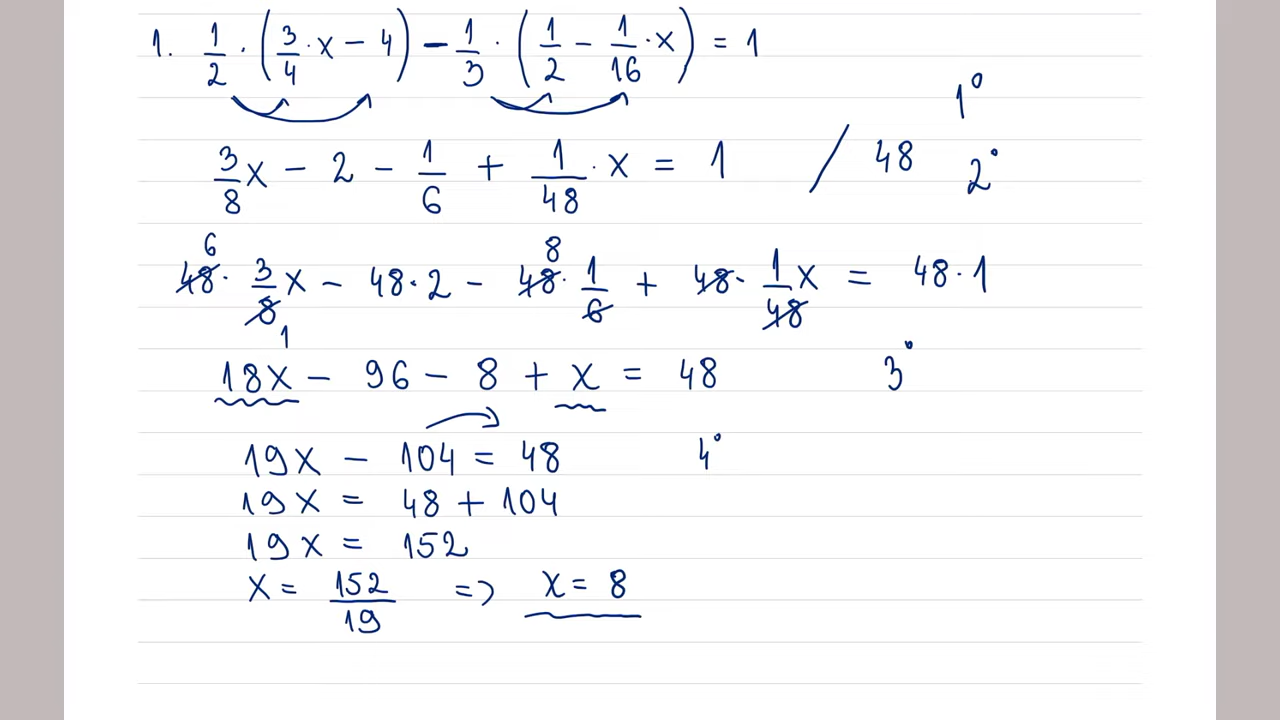 1. 1/2 · (3/4 · x − 4) − 1/3 · (1/2 − 1/16 · x) = 1
1°
3/8 x − 2 − 1/6 + 1/48 · x = 1 / 48 2°
6 8
48 · 3/8 x − 48 · 2 − 48 · 1/6 + 48 · 1/48 x = 48 · 1
1
18x − 96 − 8 + x = 48 3°
19x − 104 = 48 4°
19x = 48 + 104
19x = 152
x = 152/19 => x = 8